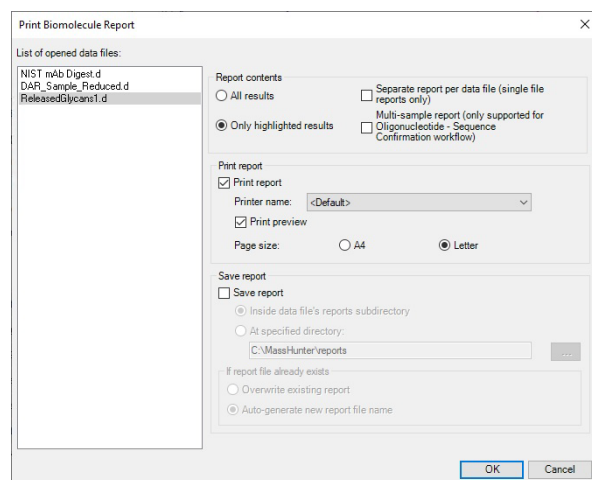 Print Biomolecule Report
List of opened data files:
NIST mAb Digest.d
DAR_Sample_Reduced.d
ReleasedGlycans1.d
Report contents
All results
Separate report per data file (single file
reports only)
Only highlighted results
Multi-sample report (only supported for
Oligonucleotide - Sequence
Confirmation workflow)
Print report
Print report
Printer name:
<Default>
Print preview
Page size:
A4
Letter
Save report
Save report
Inside data file's reports subdirectory
At specified directory:
C:\MassHunter\reports
...
If report file already exists
Overwrite existing report
Auto-generate new report file name
OK
Cancel